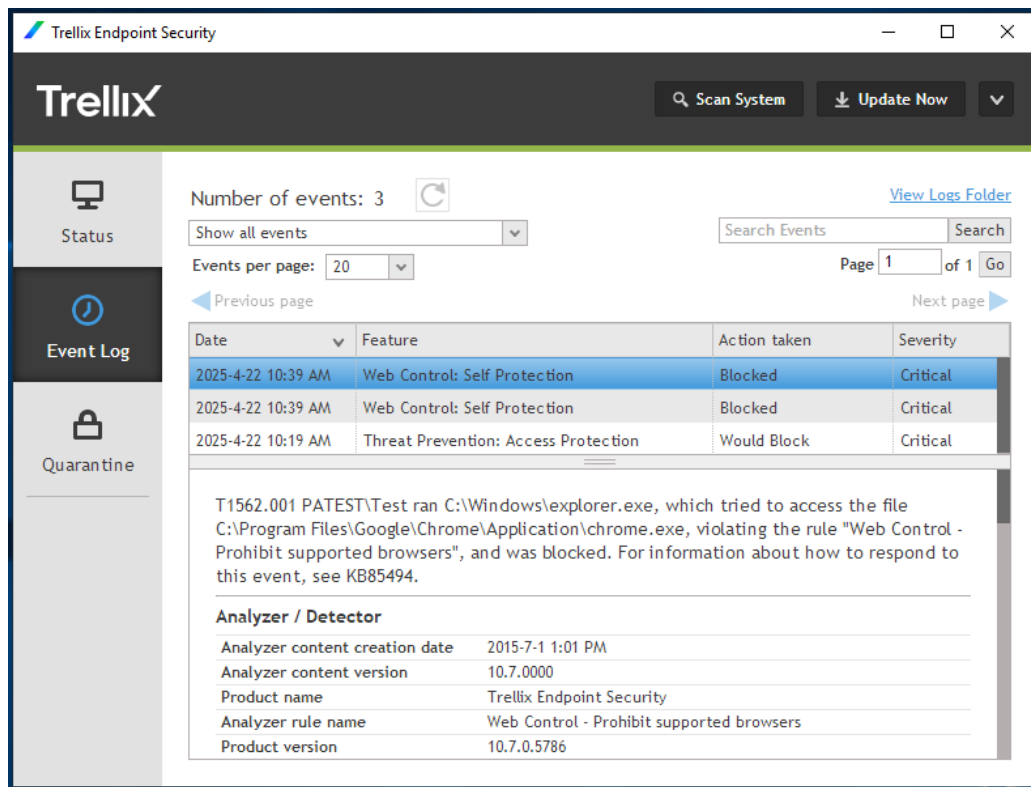 Trellix Endpoint Security
Trellix
Scan System
Update Now
Status
Event Log
Quarantine
Number of events: 3
View Logs Folder
Show all events
Search Events
Search
Events per page: 20
Page 1 of 1 Go
Previous page
Next page
Date Feature Action taken Severity
2025-4-22 10:39 AM Web Control: Self Protection Blocked Critical
2025-4-22 10:39 AM Web Control: Self Protection Blocked Critical
2025-4-22 10:19 AM Threat Prevention: Access Protection Would Block Critical
T1562.001 PATEST\Test ran C:\Windows\explorer.exe, which tried to access the file
C:\Program Files\Google\Chrome\Application\chrome.exe, violating the rule "Web Control -
Prohibit supported browsers", and was blocked. For information about how to respond to
this event, see KB85494.
Analyzer / Detector
Analyzer content creation date 2015-7-1 1:01 PM
Analyzer content version 10.7.0000
Product name Trellix Endpoint Security
Analyzer rule name Web Control - Prohibit supported browsers
Product version 10.7.0.5786